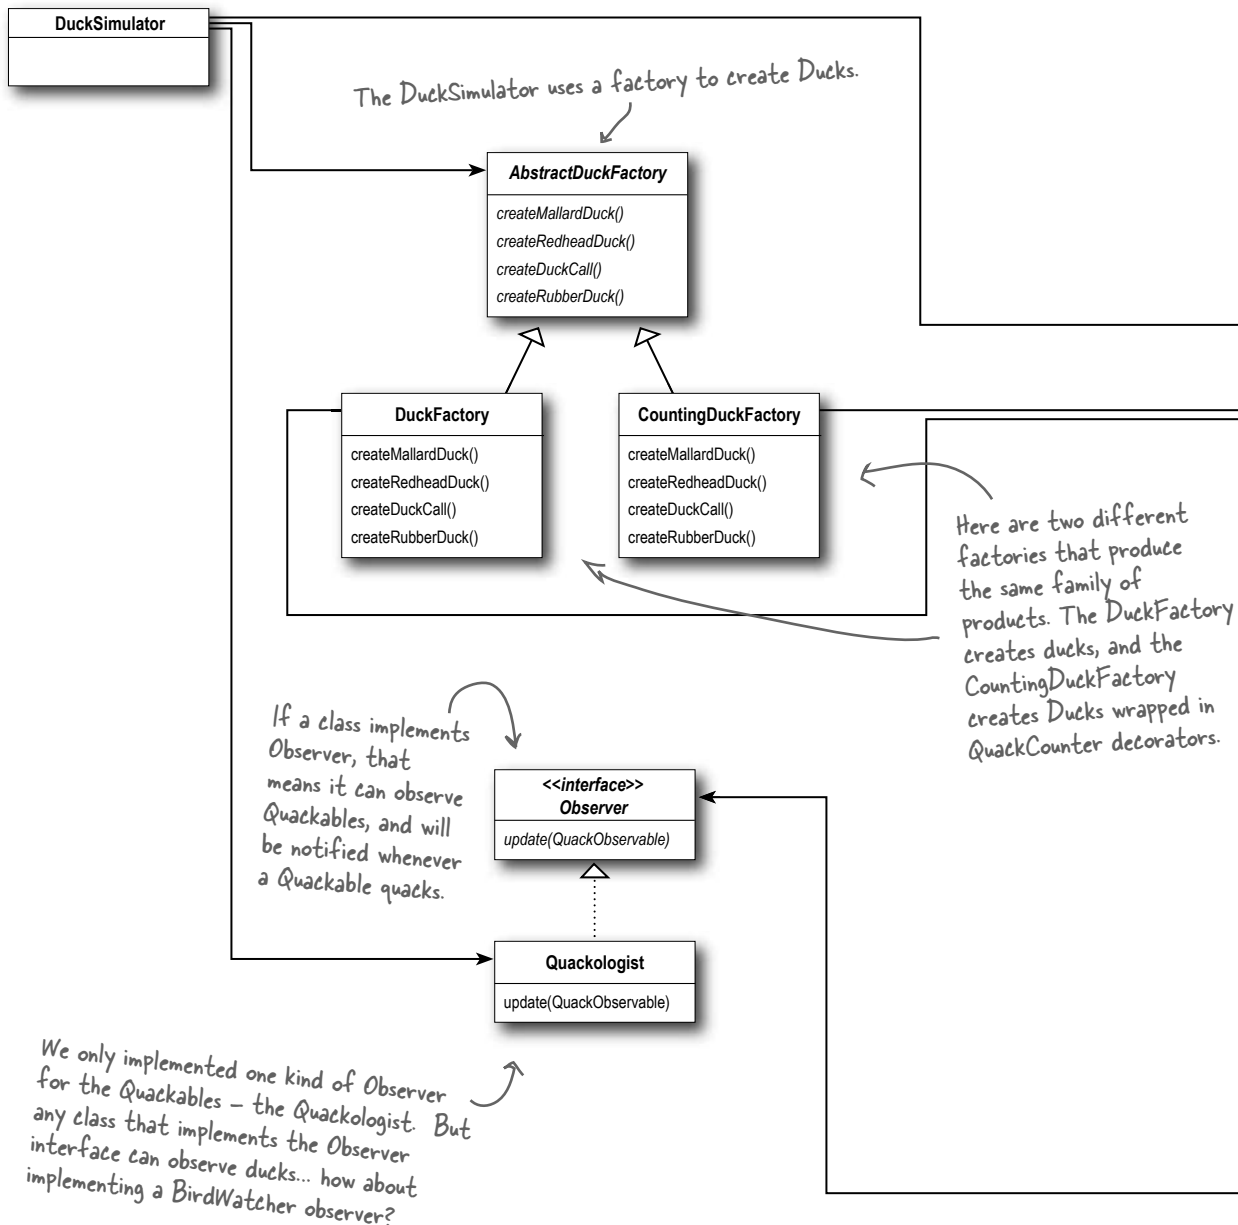 DuckSimulator
The DuckSimulator uses a factory to create Ducks.
AbstractDuckFactory
createMallardDuck()
createRedheadDuck()
createDuckCall()
createRubberDuck()
DuckFactory
createMallardDuck()
createRedheadDuck()
createDuckCall()
createRubberDuck()
CountingDuckFactory
createMallardDuck()
createRedheadDuck()
createDuckCall()
createRubberDuck()
Here are two different
factories that produce
the same family of
products. The DuckFactory
creates ducks, and the
CountingDuckFactory
creates Ducks wrapped in
QuackCounter decorators.
If a class implements
Observer, that
means it can observe
Quackables, and will
be notified whenever
a Quackable quacks.
<<interface>>
Observer
update(QuackObservable)
Quackologist
update(QuackObservable)
We only implemented one kind of Observer
for the Quackables – the Quackologist. But
any class that implements the Observer
interface can observe ducks... how about
implementing a BirdWatcher observer?